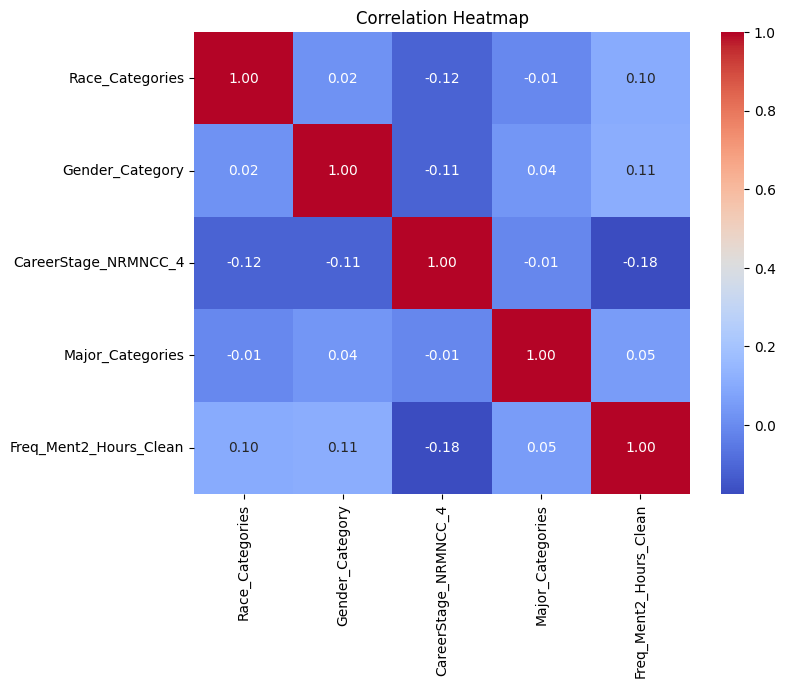 Correlation Heatmap
Race_Categories 1.00 0.02 -0.12 -0.01 0.10
Gender_Category 0.02 1.00 -0.11 0.04 0.11
CareerStage_NRMNCC_4 -0.12 -0.11 1.00 -0.01 -0.18
Major_Categories -0.01 0.04 -0.01 1.00 0.05
Freq_Ment2_Hours_Clean 0.10 0.11 -0.18 0.05 1.00
Race_Categories
Gender_Category
CareerStage_NRMNCC_4
Major_Categories
Freq_Ment2_Hours_Clean
1.0
0.8
0.6
0.4
0.2
0.0